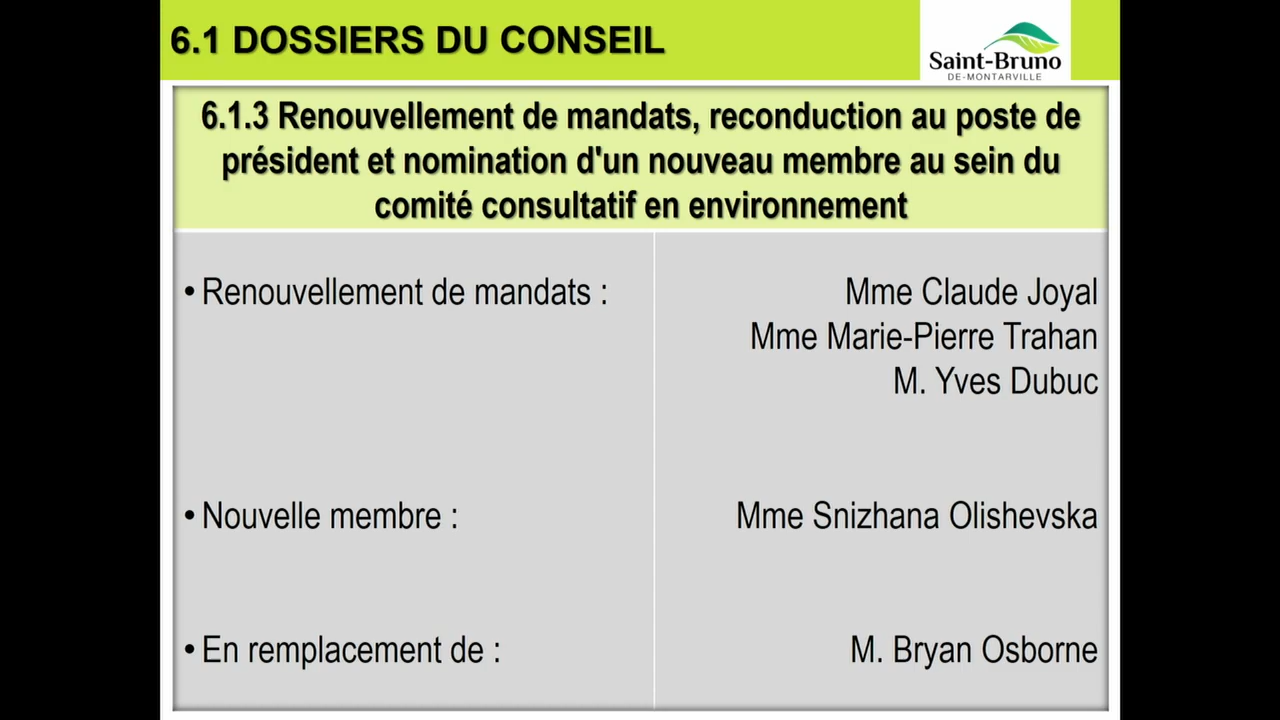 6.1 DOSSIERS DU CONSEIL
Saint-Bruno
DE-MONTARVILLE
6.1.3 Renouvellement de mandats, reconduction au poste de
président et nomination d'un nouveau membre au sein du
comité consultatif en environnement
• Renouvellement de mandats : Mme Claude Joyal
Mme Marie-Pierre Trahan
M. Yves Dubuc
• Nouvelle membre : Mme Snizhana Olishevska
• En remplacement de : M. Bryan Osborne